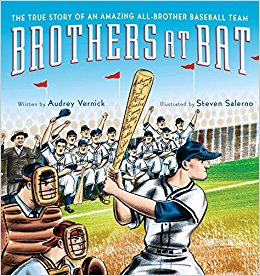 THE TRUE STORY OF AN AMAZING ALL-BROTHER BASEBALL TEAM
BROTHERS AT BAT
Written by Audrey Vernick Illustrated by Steven Salerno